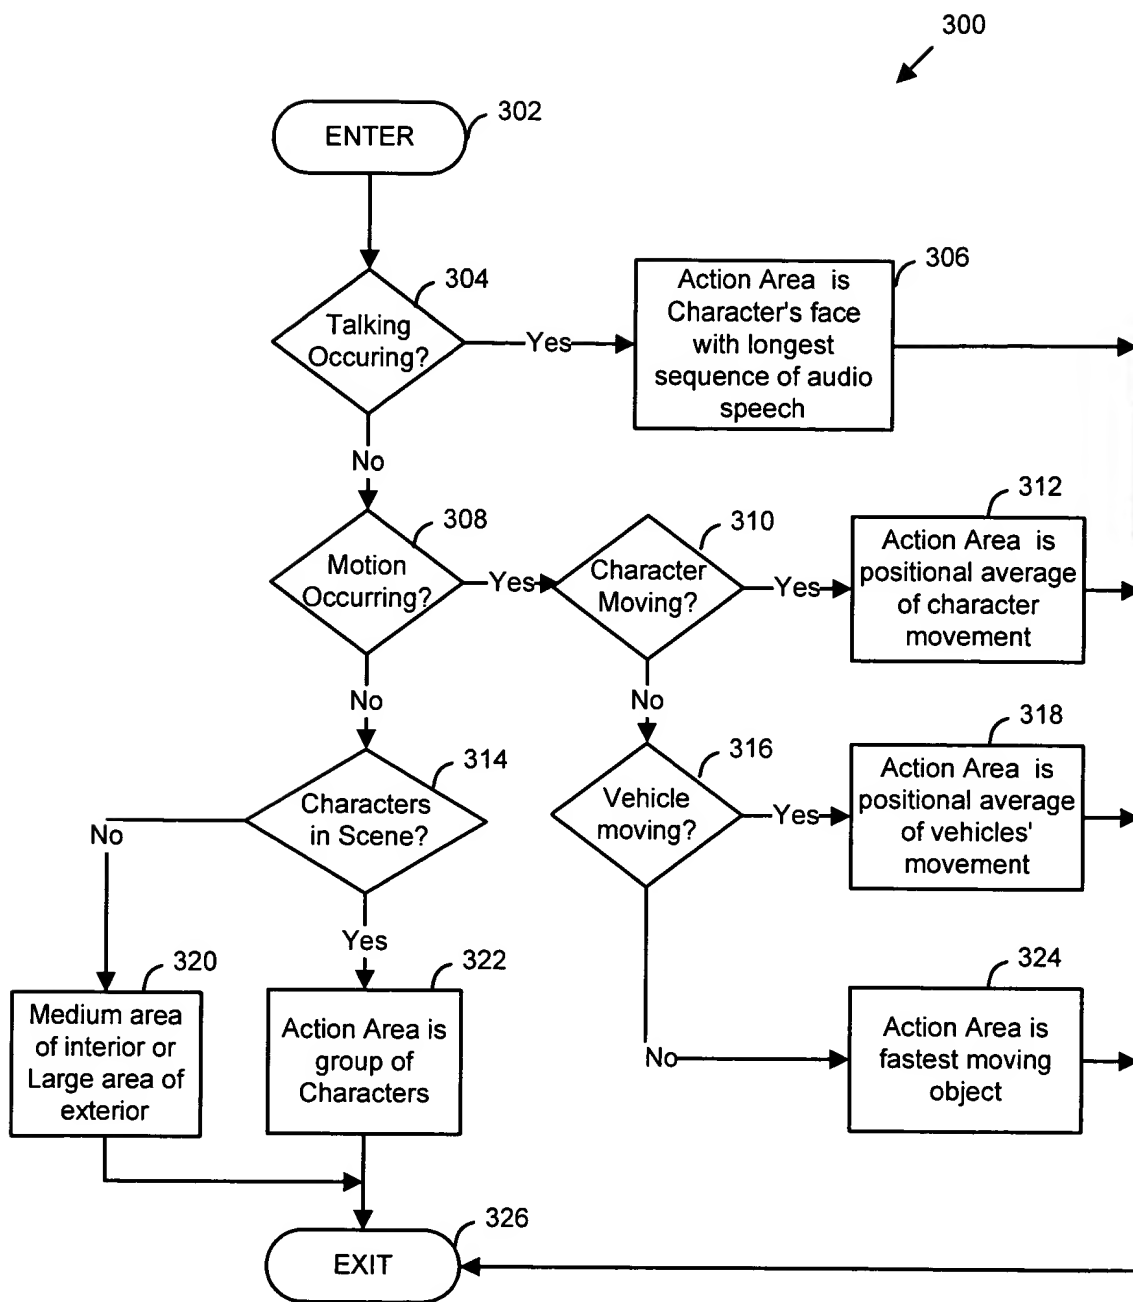 300
ENTER
302
304
Talking
Occuring?
Yes
306
Action Area is
Character's face
with longest
sequence of audio
speech
No
308
Motion
Occurring?
Yes
310
Character
Moving?
Yes
312
Action Area is
positional average
of character
movement
No
No
314
Characters
in Scene?
316
Vehicle
moving?
Yes
318
Action Area is
positional average
of vehicles'
movement
No
Yes
320
Medium area
of interior or
Large area of
exterior
322
Action Area is
group of
Characters
No
324
Action Area is
fastest moving
object
326
EXIT